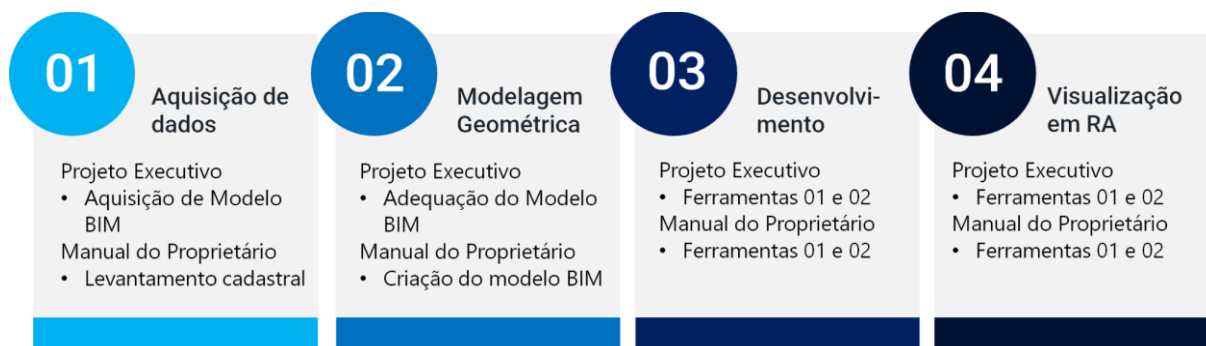 01
Aquisição de
dados
Projeto Executivo
• Aquisição de Modelo
BIM
Manual do Proprietário
• Levantamento cadastral
02
Modelagem
Geométrica
Projeto Executivo
• Adequação do Modelo
BIM
Manual do Proprietário
• Criação do modelo BIM
03
Desenvolvi-
mento
Projeto Executivo
• Ferramentas 01 e 02
Manual do Proprietário
• Ferramentas 01 e 02
04
Visualização
em RA
Projeto Executivo
• Ferramentas 01 e 02
Manual do Proprietário
• Ferramentas 01 e 02